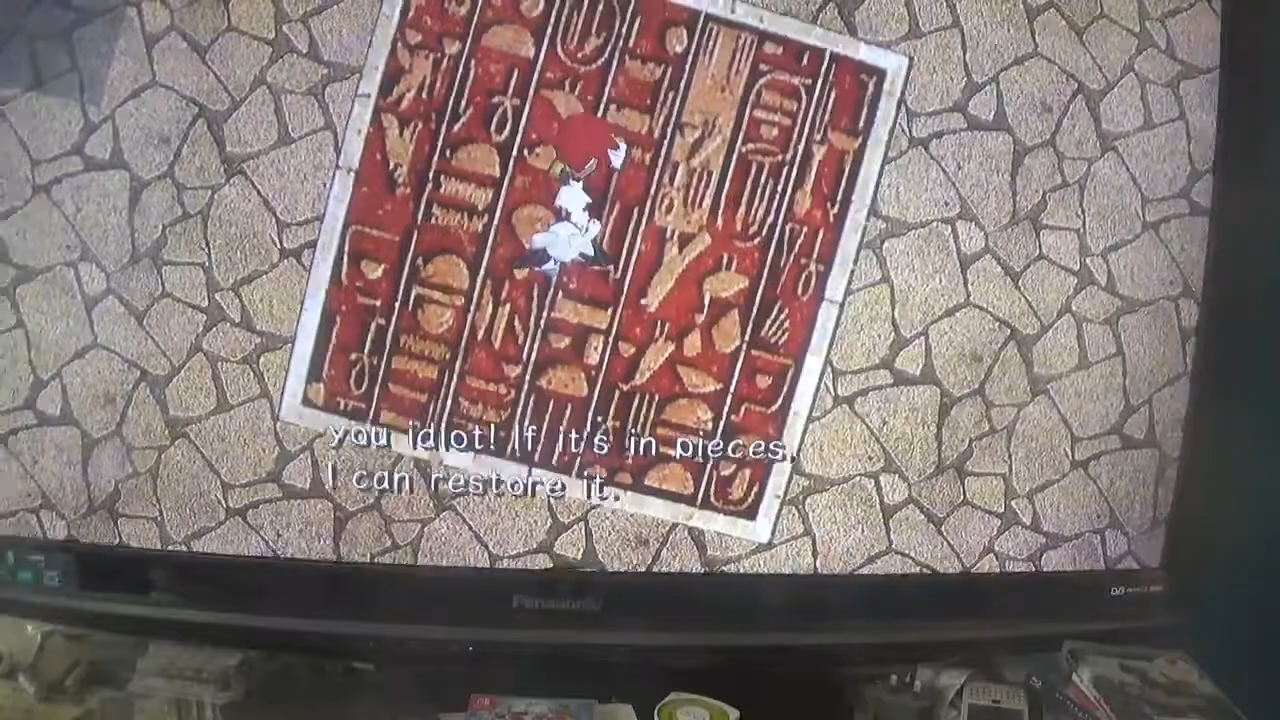 you idiot! If it's in pieces,
I can restore it.
Panasonic